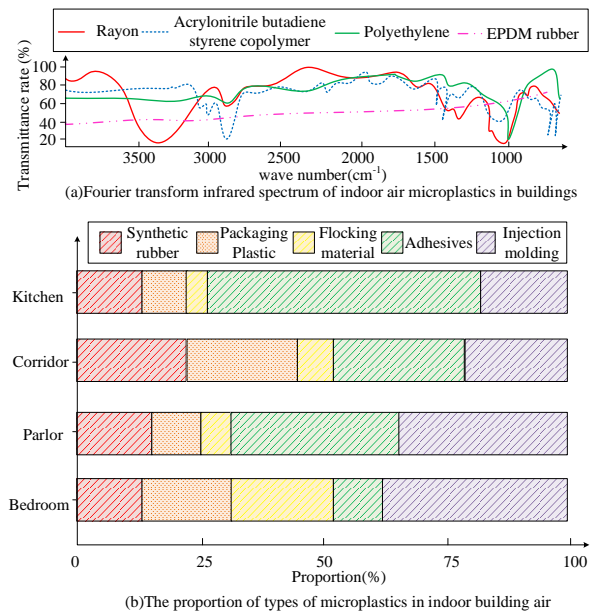 Rayon
Acrylonitrile butadiene
styrene copolymer
Polyethylene
EPDM rubber
Transmittance rate (%)
100
80
60
40
20
4000
3500
3000
2500
2000
1500
1000
wave number(cm-1)
(a)Fourier transform infrared spectrum of indoor air microplastics in buildings
Synthetic
rubber
Packaging
Plastic
Flocking
material
Adhesives
Injection
molding
Kitchen
Corridor
Parlor
Bedroom
0
25
50
75
100
Proportion(%)
(b)The proportion of types of microplastics in indoor building air